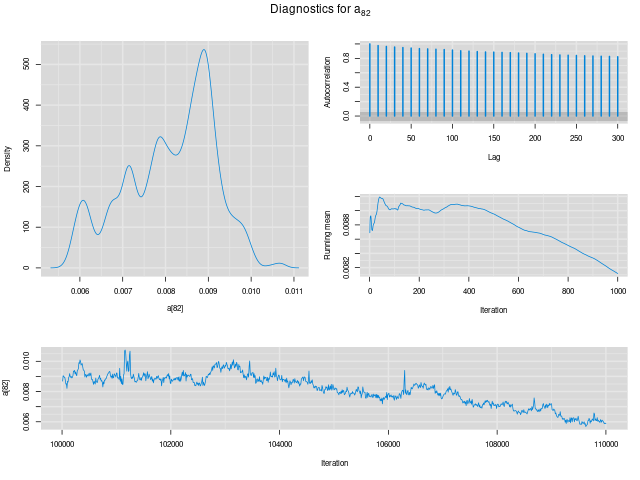 Diagnostics for a82
Density
500
400
300
200
100
0
0.006 0.007 0.008 0.009 0.010 0.011
a[82]
Autocorrelation
0.8
0.4
0.0
0 50 100 150 200 250 300
Lag
Running mean
0.0088
0.0082
0 200 400 600 800 1000
Iteration
a[82]
0.010
0.008
0.006
100000 102000 104000 106000 108000 110000
Iteration